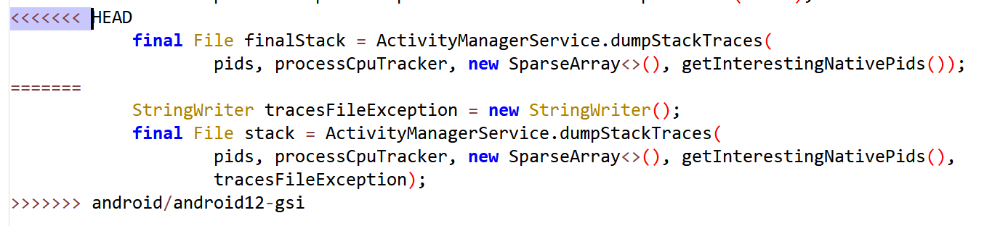 <<<<<<< HEAD
            final File finalStack = ActivityManagerService.dumpStackTraces(
                    pids, processCpuTracker, new SparseArray<>(), getInterestingNativePids());
=======
            StringWriter tracesFileException = new StringWriter();
            final File stack = ActivityManagerService.dumpStackTraces(
                    pids, processCpuTracker, new SparseArray<>(), getInterestingNativePids(),
                    tracesFileException);
>>>>>>> android/android12-gsi